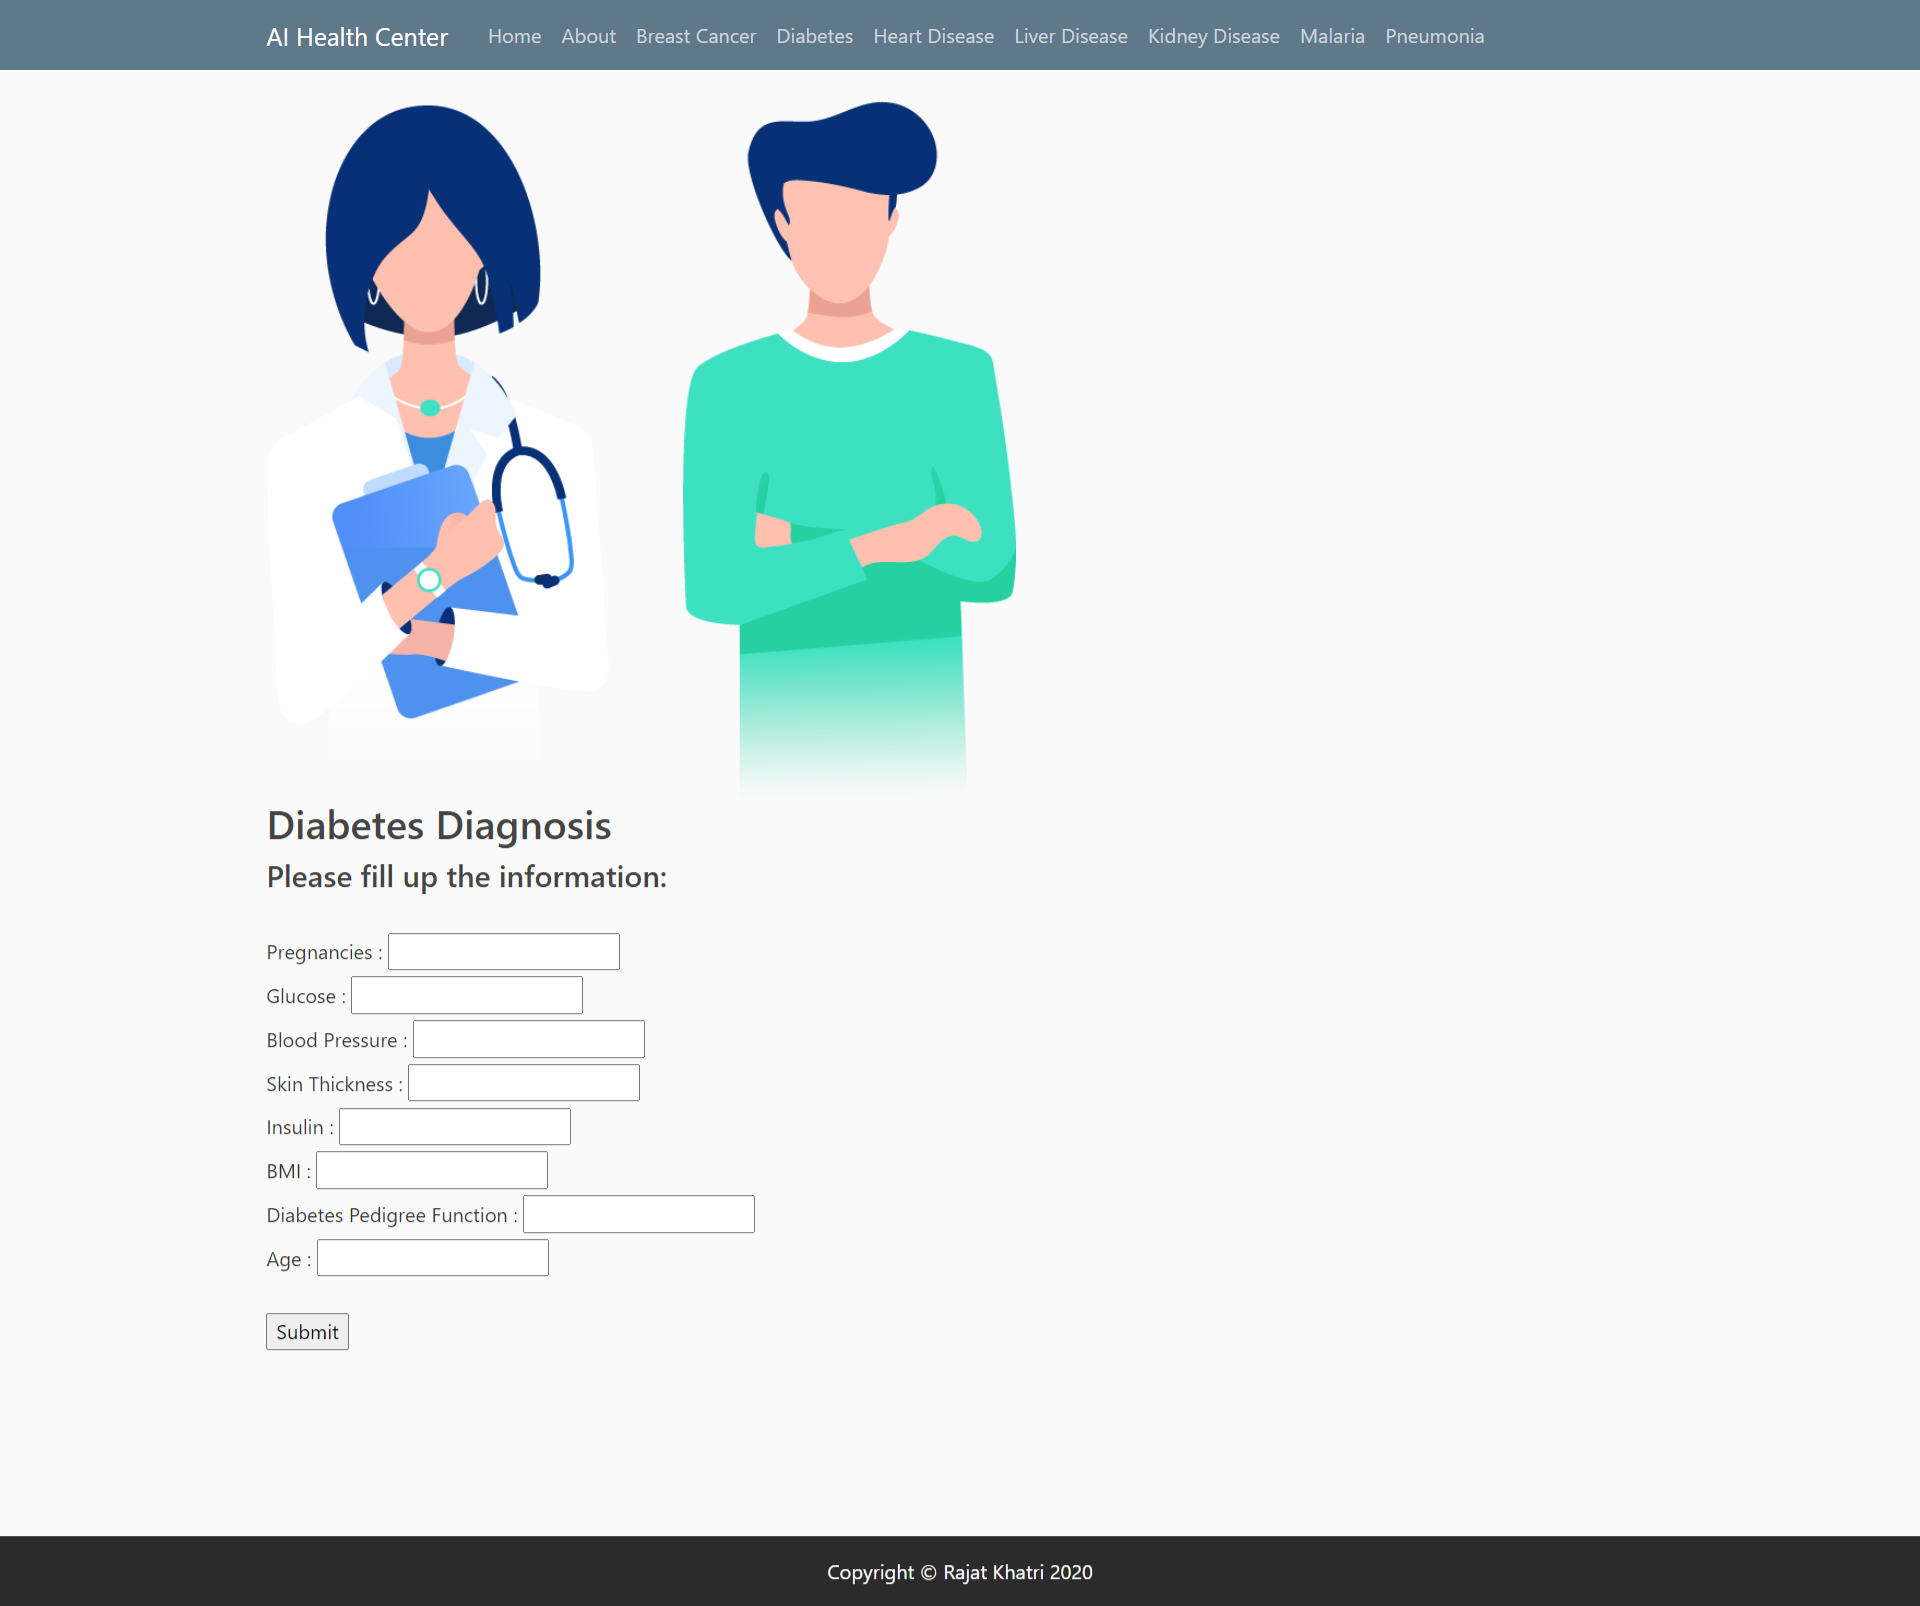 AI Health Center Home About Breast Cancer Diabetes Heart Disease Liver Disease Kidney Disease Malaria Pneumonia
Diabetes Diagnosis
Please fill up the information:
Pregnancies :
Glucose :
Blood Pressure :
Skin Thickness :
Insulin :
BMI :
Diabetes Pedigree Function :
Age :
Submit
Copyright © Rajat Khatri 2020